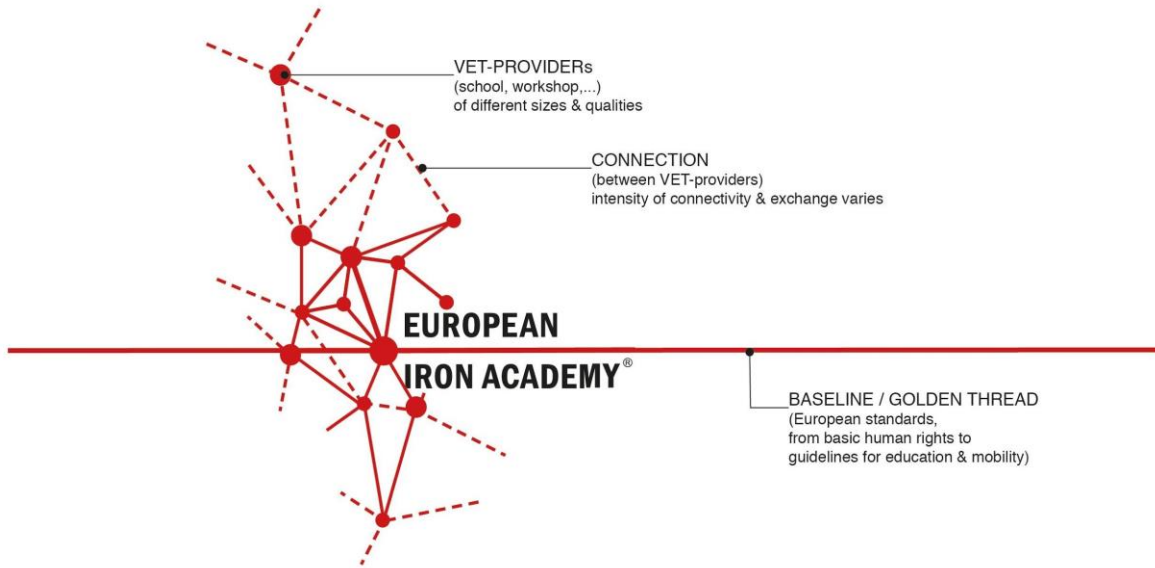 VET-PROVIDERs
(school, workshop,...)
of different sizes & qualities
CONNECTION
(between VET-providers)
intensity of connectivity & exchange varies
EUROPEAN
IRON ACADEMY®
BASELINE / GOLDEN THREAD
(European standards,
from basic human rights to
guidelines for education & mobility)